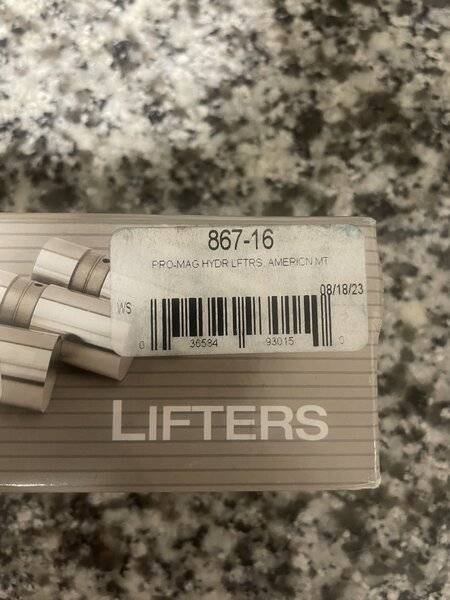 867-16
PRO-MAG HYDR LFTRS, AMERICN MT
08/18/23
WS
0 36584 93015 0
LIFTERS